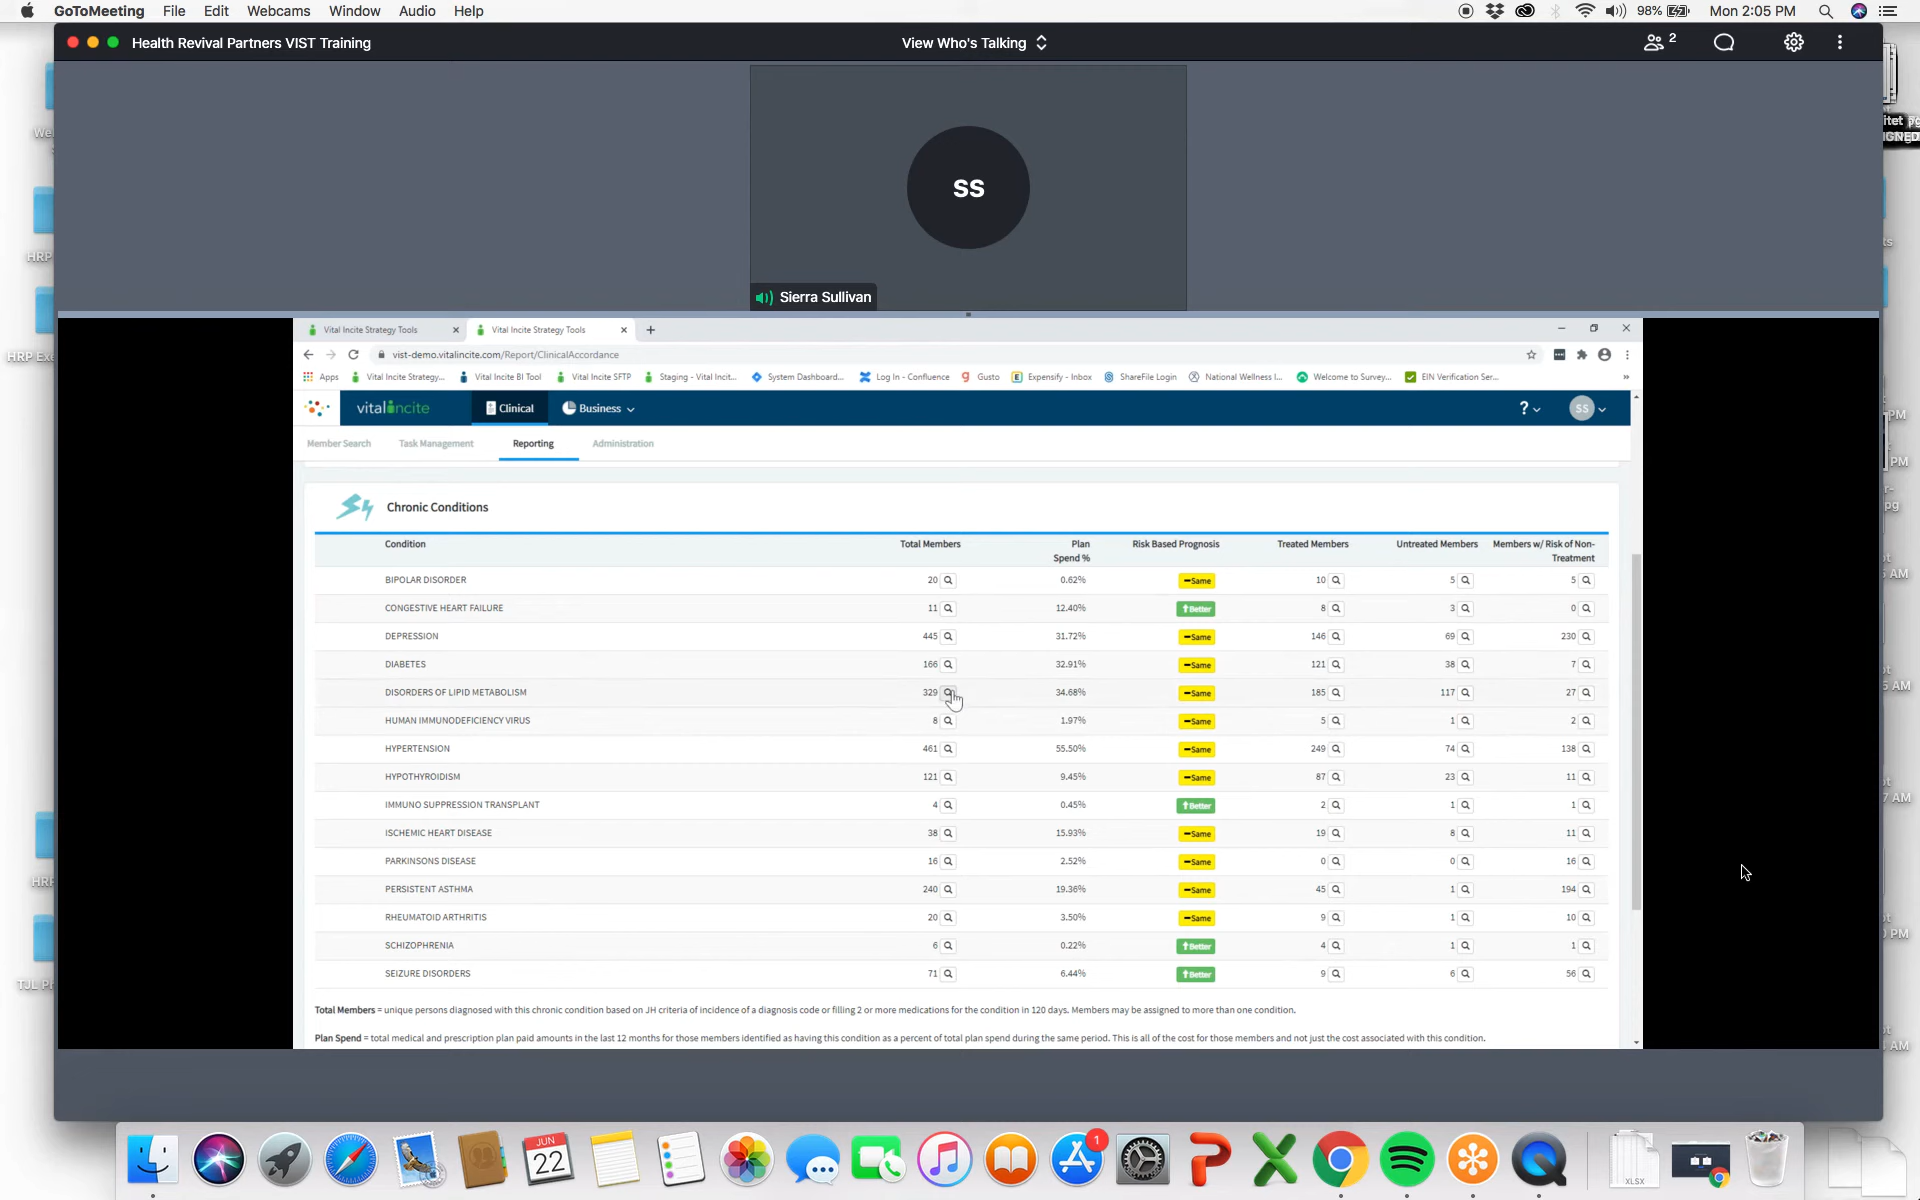 GoToMeeting File Edit Webcams Window Audio Help 98% Mon 2:05 PM
Health Revival Partners VIST Training View Who's Talking 2
SS
Sierra Sullivan
Vital Incite Strategy Tools Vital Incite Strategy Tools
vist-demo.vitalincite.com/Report/ClinicalAccordance
Apps Vital Incite Strategy... Vital Incite BI Tool Vital Incite SFTP Staging - Vital Incit... System Dashboard... Log In - Confluence Gusto Expensify - Inbox ShareFile Login National Wellness I... Welcome to Survey... EIN Verification Ser... »
vitalincite Clinical Business ? SS
Member Search Task Management Reporting Administration
Chronic Conditions
Condition Total Members Plan Spend % Risk Based Prognosis Treated Members Untreated Members Members w/ Risk of Non-Treatment
BIPOLAR DISORDER 20 0.62% Same 10 5 5
CONGESTIVE HEART FAILURE 11 12.40% Better 8 3 0
DEPRESSION 445 31.72% Same 146 69 230
DIABETES 166 32.91% Same 121 38 7
DISORDERS OF LIPID METABOLISM 329 34.68% Same 185 117 27
HUMAN IMMUNODEFICIENCY VIRUS 8 1.97% Same 5 1 2
HYPERTENSION 461 55.50% Same 249 74 138
HYPOTHYROIDISM 121 9.45% Same 87 23 11
IMMUNO SUPPRESSION TRANSPLANT 4 0.45% Better 2 1 1
ISCHEMIC HEART DISEASE 38 15.93% Same 19 8 11
PARKINSONS DISEASE 16 2.52% Same 0 0 16
PERSISTENT ASTHMA 240 19.36% Same 45 1 194
RHEUMATOID ARTHRITIS 20 3.50% Same 9 1 10
SCHIZOPHRENIA 6 0.22% Better 4 1 1
SEIZURE DISORDERS 71 6.44% Better 9 6 56
Total Members = unique persons diagnosed with this chronic condition based on JH criteria of incidence of a diagnosis code or filling 2 or more medications for the condition in 120 days. Members may be assigned to more than one condition.
Plan Spend = total medical and prescription plan paid amounts in the last 12 months for those members identified as having this condition as a percent of total plan spend during the same period. This is all of the cost for those members and not just the cost associated with this condition.
We
HRP
HRP Exe
HRP
TJL Ph
PM
AM
JUN
22
1
XLSX